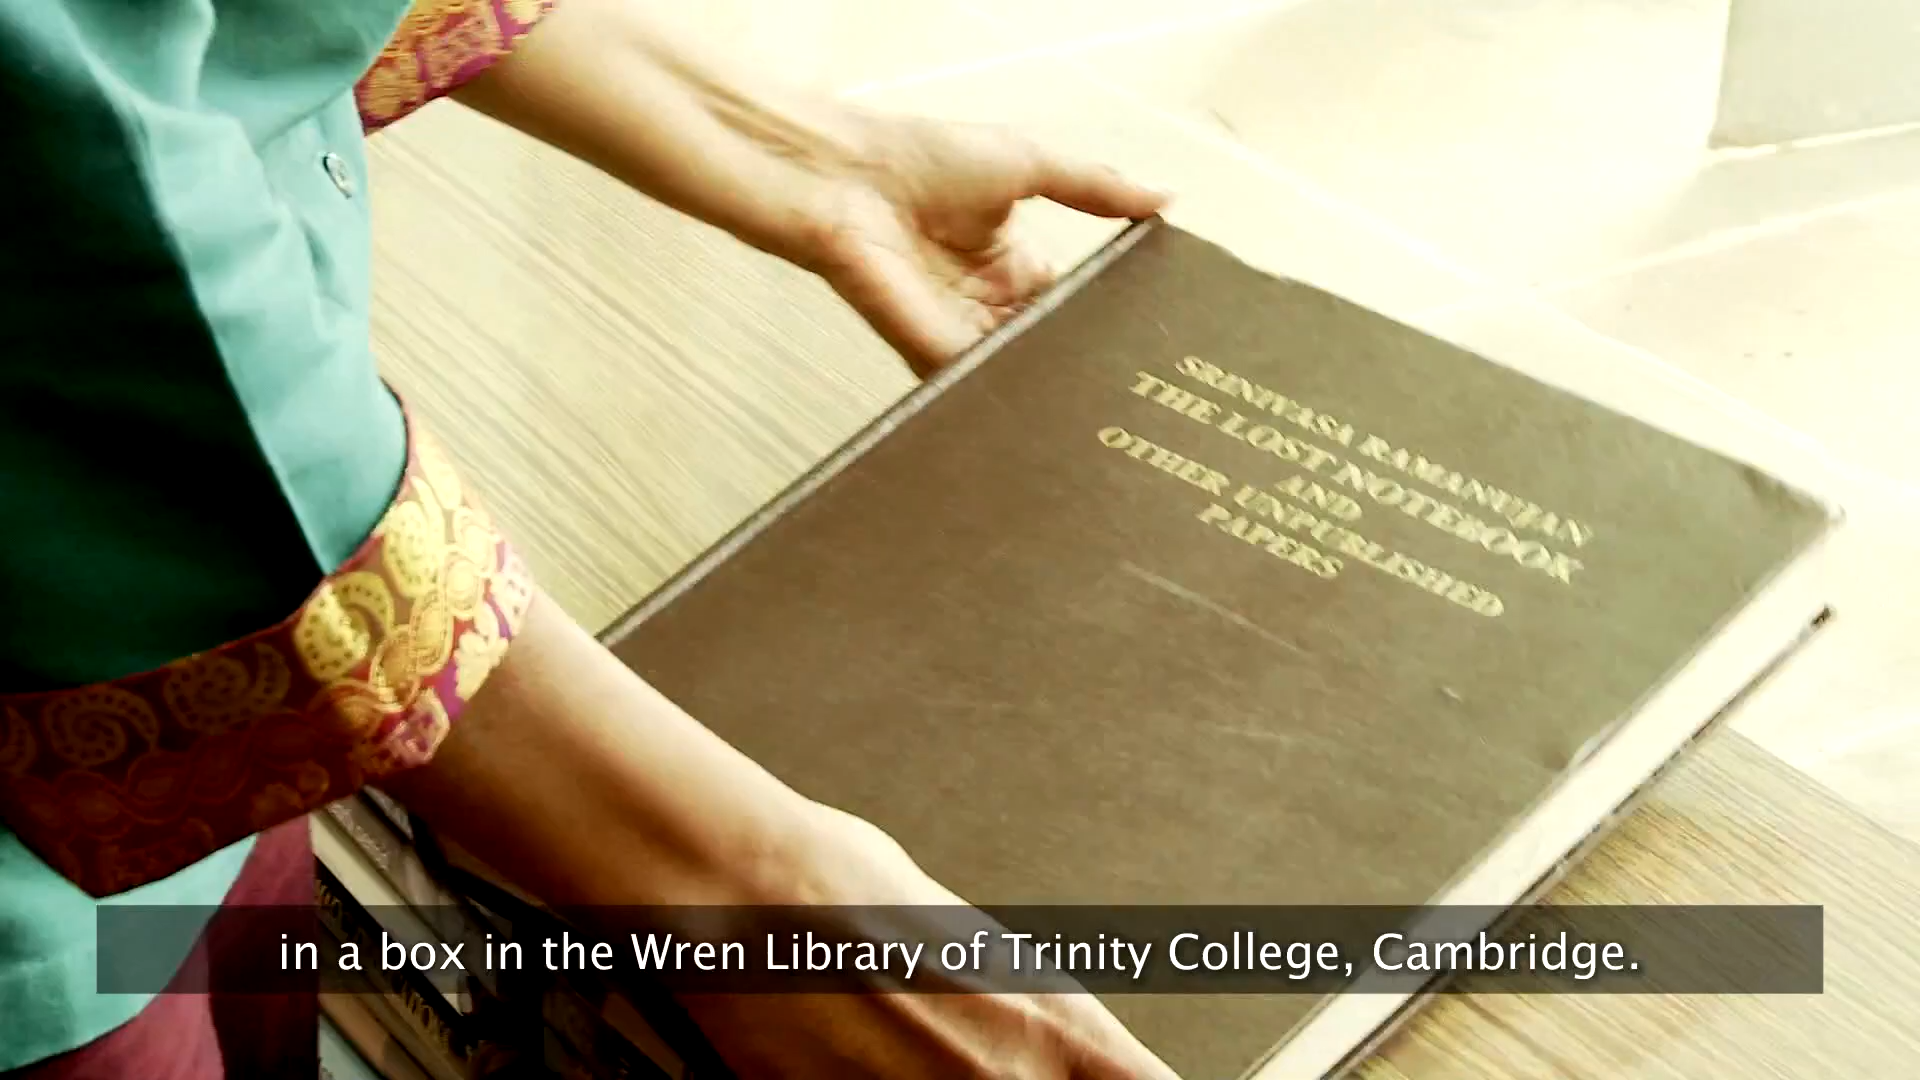 SRINIVASA RAMANUJAN
THE LOST NOTEBOOK
AND
OTHER UNPUBLISHED
PAPERS
in a box in the Wren Library of Trinity College, Cambridge.